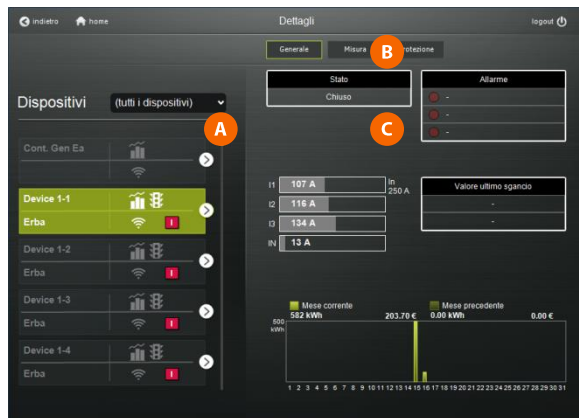 indietro home Dettagli logout
Generale Misura B rotezione
Stato Allarme
Chiuso -
Dispositivi (tutti i dispositivi)
A C -
-
Cont. Gen Ea
Device 1-1
Erba I
Device 1-2
Erba I
Device 1-3
Erba I
Device 1-4
Erba I
I1 107 A In
250 A
I2 116 A
I3 134 A
IN 13 A
Valore ultimo sgancio
-
-
Mese corrente Mese precedente
582 kWh 203.70 € 0.00 kWh 0.00 €
500
kWh
1 2 3 4 5 6 7 8 9 10 11 12 13 14 15 16 17 18 19 20 21 22 23 24 25 26 27 28 29 30 31